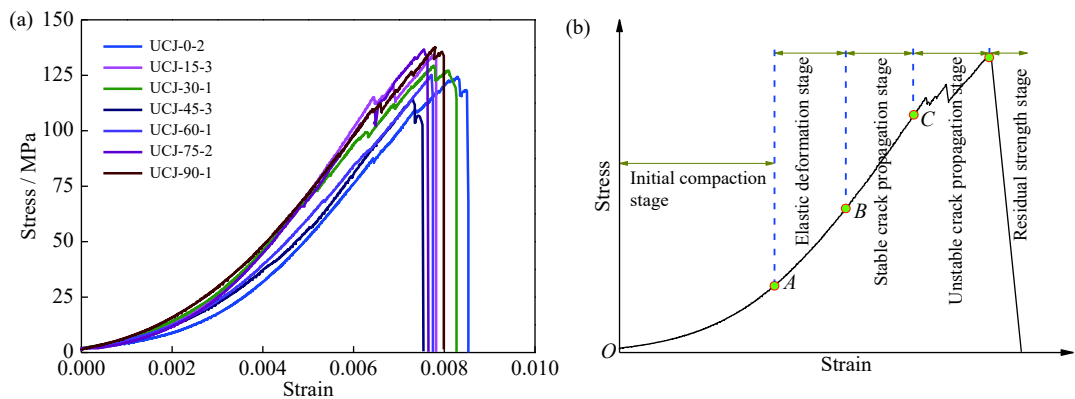 (a)
150
125
100
75
50
25
0
Stress / MPa
UCJ-0-2
UCJ-15-3
UCJ-30-1
UCJ-45-3
UCJ-60-1
UCJ-75-2
UCJ-90-1
0.000
0.002
0.004
0.006
0.008
0.010
Strain
(b)
Stress
Initial compaction
stage
Elastic deformation stage
Stable crack propagation stage
Unstable crack propagation stage
Residual strength stage
A
B
C
O
Strain